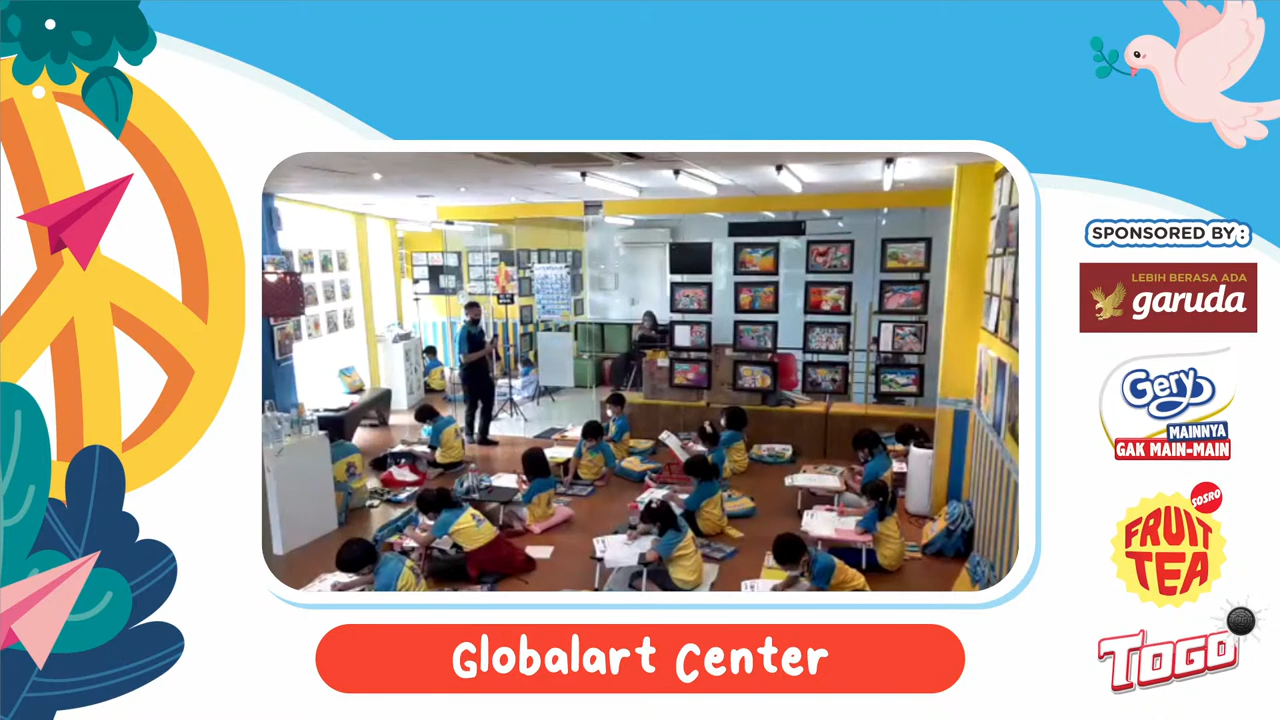 SPONSORED BY :
LEBIH BERASA ADA
garuda
Gery
MAINNYA
GAK MAIN-MAIN
SOSRO
FRUIT
TEA
TOGO
Globalart Center